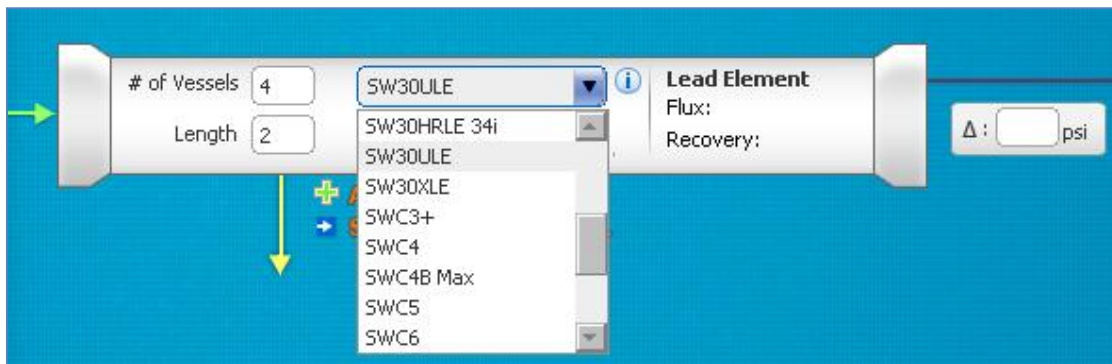 # of Vessels 4
SW30ULE
Lead Element
Flux:
Length 2
Recovery:
Δ: psi
SW30HRLE 34i
SW30ULE
SW30XLE
SWC3+
SWC4
SWC4B Max
SWC5
SWC6